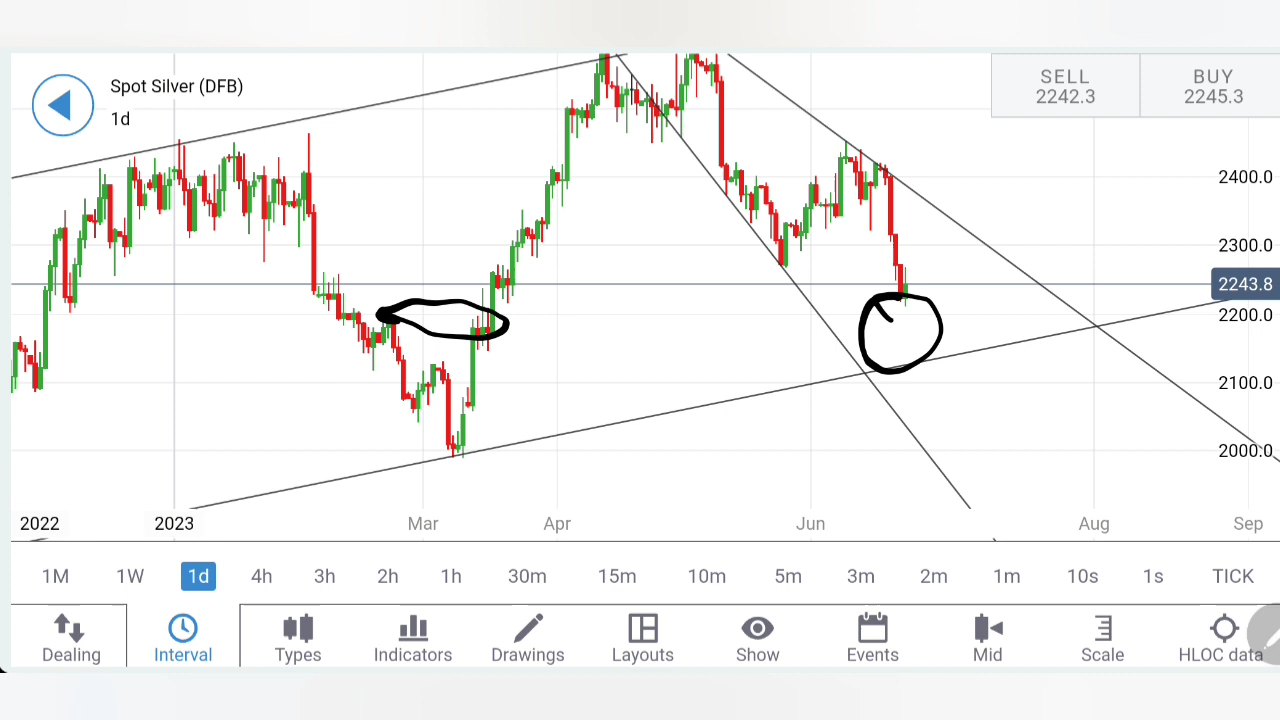 Spot Silver (DFB)
1d
SELL
2242.3
BUY
2245.3
2400.0
2300.0
2243.8
2200.0
2100.0
2000.0
2022
2023
Mar
Apr
Jun
Aug
Sep
1M
1W
1d
4h
3h
2h
1h
30m
15m
10m
5m
3m
2m
1m
10s
1s
TICK
Dealing
Interval
Types
Indicators
Drawings
Layouts
Show
Events
Mid
Scale
HLOC data